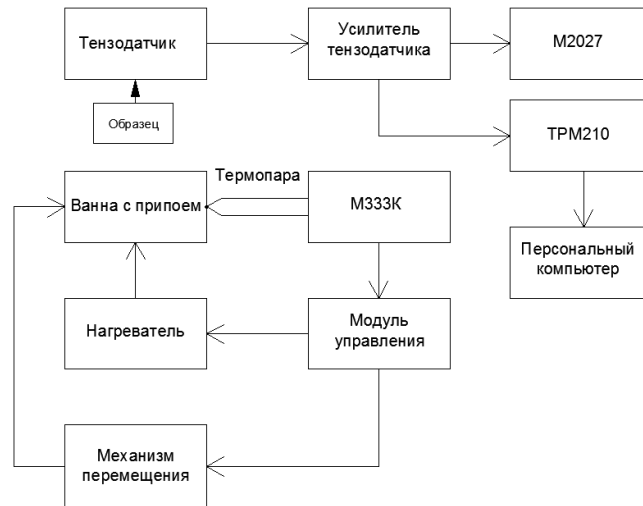 Тензодатчик
Усилитель
тензодатчика
М2027
Образец
ТРМ210
Термопара
Ванна с припоем
М333К
Персональный
компьютер
Нагреватель
Модуль
управления
Механизм
перемещения